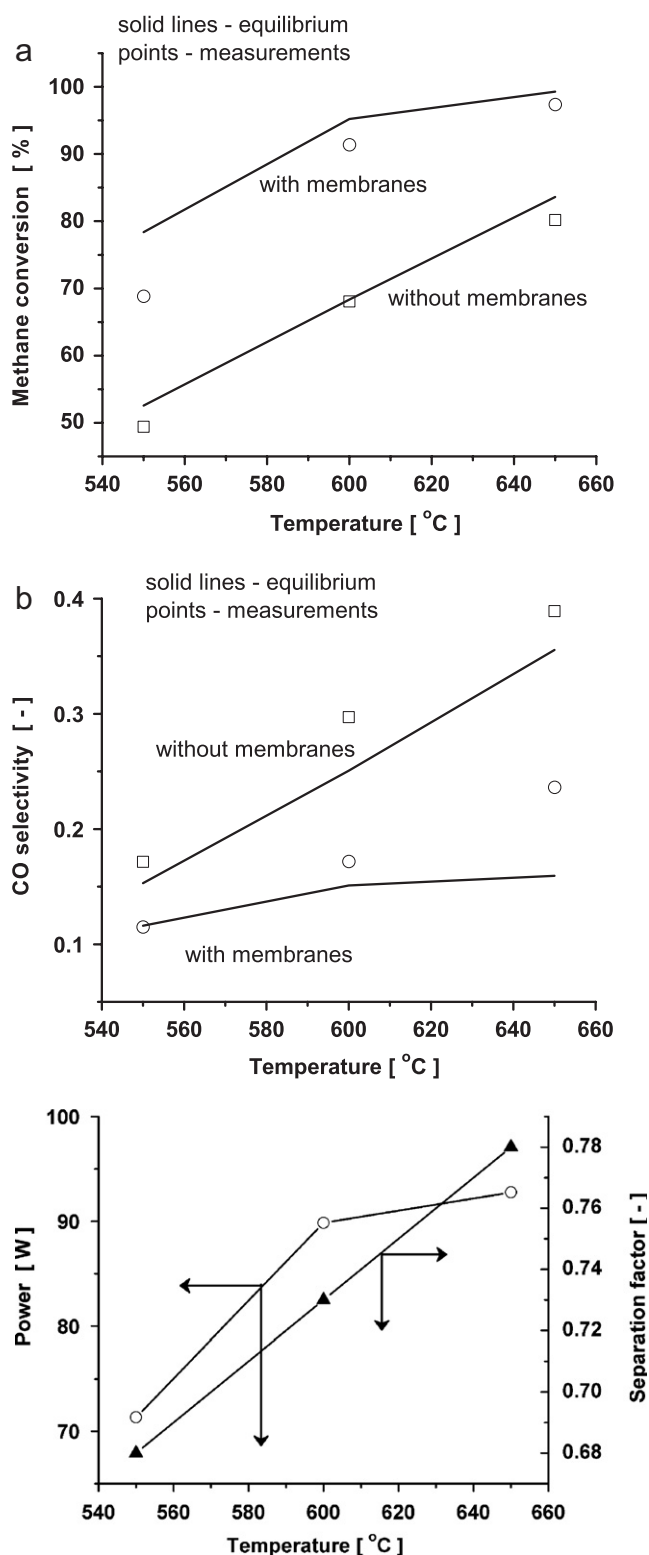 a
solid lines - equilibrium
points - measurements
100
90
80
70
60
50
Methane conversion [ % ]
with membranes
without membranes
540 560 580 600 620 640 660
Temperature [ °C ]
b
solid lines - equilibrium
points - measurements
0.4
0.3
0.2
0.1
CO selectivity [ - ]
without membranes
with membranes
540 560 580 600 620 640 660
Temperature [ °C ]
100
90
80
70
Power [ W ]
0.78
0.76
0.74
0.72
0.70
0.68
Separation factor [ - ]
540 560 580 600 620 640 660
Temperature [ °C ]